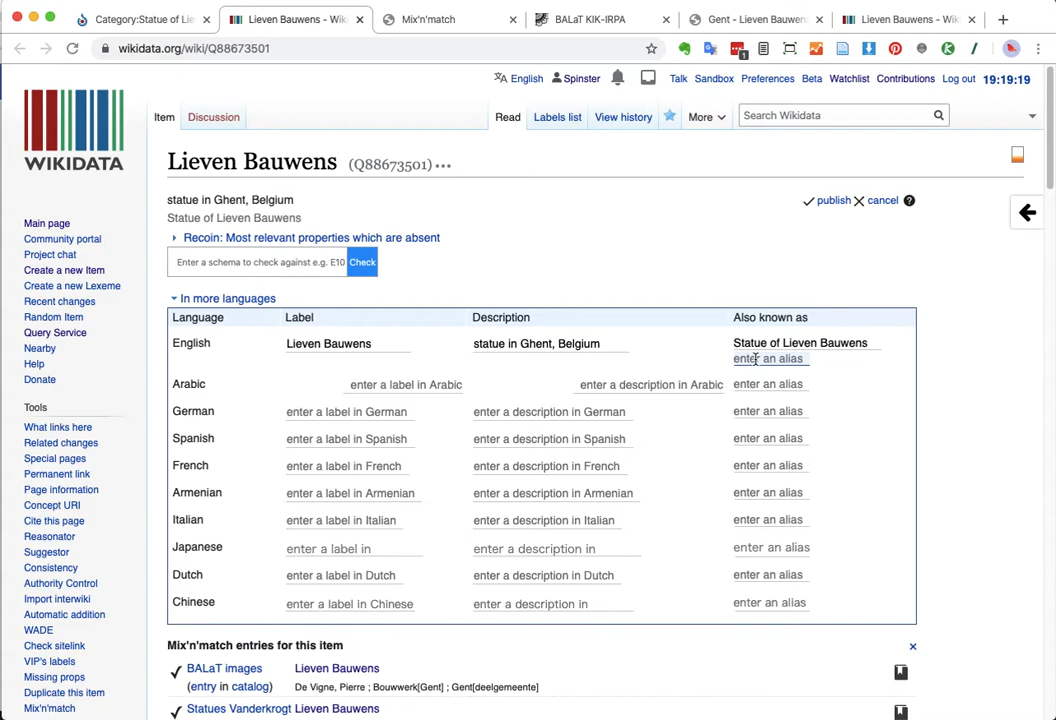 Category:Statue of Lie
Lieven Bauwens - Wik
Mix'n'match
BALaT KIK-IRPA
Gent - Lieven Bauwens
Lieven Bauwens - Wik
wikidata.org/wiki/Q88673501
English Spinster Talk Sandbox Preferences Beta Watchlist Contributions Log out 19:19:19
Item Discussion Read Labels list View history More Search Wikidata
WIKIDATA
Lieven Bauwens (Q88673501)
statue in Ghent, Belgium
publish cancel
Statue of Lieven Bauwens
Recoin: Most relevant properties which are absent
Enter a schema to check against e.g. E10 Check
In more languages
Language Label Description Also known as
English Lieven Bauwens statue in Ghent, Belgium Statue of Lieven Bauwens
enter an alias
Arabic enter a label in Arabic enter a description in Arabic enter an alias
German enter a label in German enter a description in German enter an alias
Spanish enter a label in Spanish enter a description in Spanish enter an alias
French enter a label in French enter a description in French enter an alias
Armenian enter a label in Armenian enter a description in Armenian enter an alias
Italian enter a label in Italian enter a description in Italian enter an alias
Japanese enter a label in enter a description in enter an alias
Dutch enter a label in Dutch enter a description in Dutch enter an alias
Chinese enter a label in Chinese enter a description in enter an alias
Mix'n'match entries for this item
BALaT images Lieven Bauwens
(entry in catalog) De Vigne, Pierre ; Bouwwerk[Gent] ; Gent[deelgemeente]
Statues Vanderkrogt Lieven Bauwens
Main page
Community portal
Project chat
Create a new Item
Create a new Lexeme
Recent changes
Random Item
Query Service
Nearby
Help
Donate
Tools
What links here
Related changes
Special pages
Permanent link
Page information
Concept URI
Cite this page
Reasonator
Suggestor
Consistency
Authority Control
Import interwiki
Automatic addition
WADE
Check sitelink
VIP's labels
Missing props
Duplicate this item
Mix'n'match